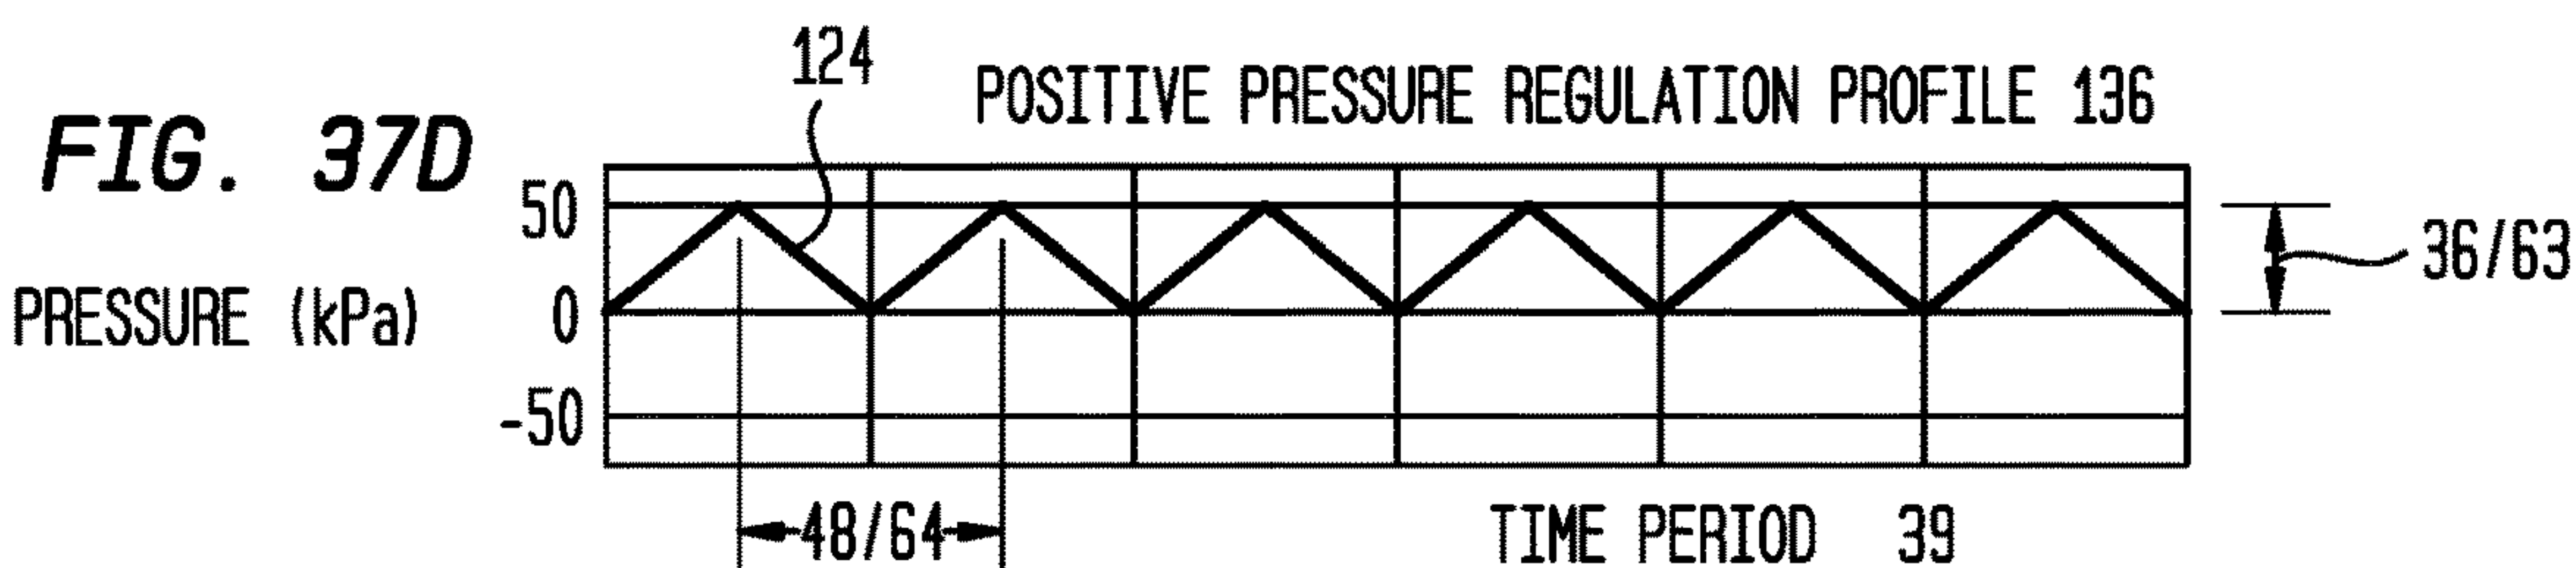 124
POSITIVE PRESSURE REGULATION PROFILE 136
FIG. 37D
50
36/63
PRESSURE (kPa)
0
-50
48/64
TIME PERIOD 39